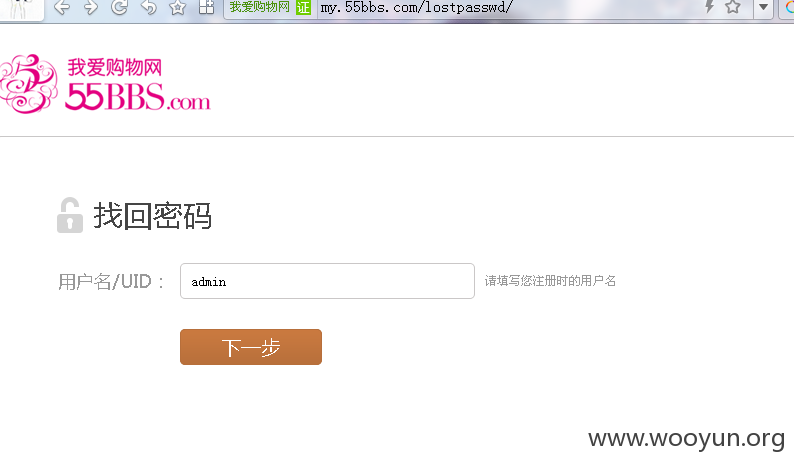 我爱购物网 证 my.55bbs.com/lostpasswd/
我爱购物网
55BBS.com
找回密码
用户名/UID： admin 请填写您注册时的用户名
下一步
www.wooyun.org